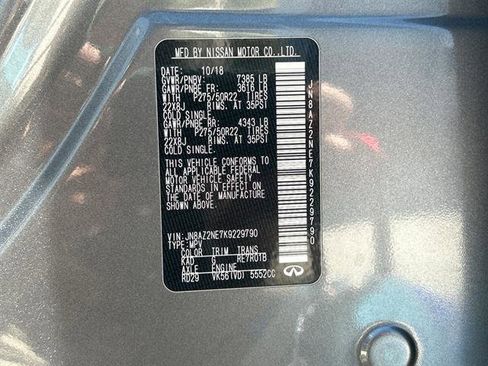 MFD BY NISSAN MOTOR CO.,LTD.
DATE: 10/18
GVWR/PNBV: 7385 LB
GAWR/PNBE FR: 3616 LB
WITH P275/50R22 TIRES
22X8J RIMS, AT 35PSI
COLD SINGLE.
GAWR/PNBE RR: 4343 LB
WITH P275/50R22 TIRES
22X8J RIMS, AT 35PSI
COLD SINGLE.
THIS VEHICLE CONFORMS TO
ALL APPLICABLE FEDERAL
MOTOR VEHICLE SAFETY
STANDARDS IN EFFECT ON
THE DATE OF MANUFACTURE
SHOWN ABOVE.
VIN: JN8AZ2NE7K9229790
TYPE: MPV
COLOR TRIM TRANS
KAD G RE7R01B
AXLE ENGINE
RD29 VK56(VD) 5552CC
JN8AZ2NE7K9229790